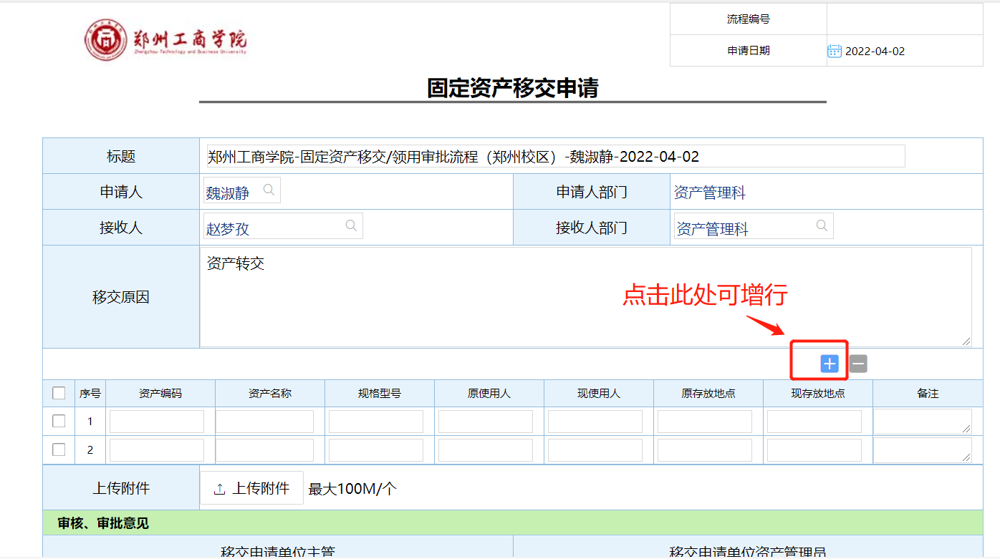 流程编号
郑州工商学院
Zhengzhou Technology and Business University
申请日期 2022-04-02
固定资产移交申请
标题 郑州工商学院-固定资产移交/领用审批流程（郑州校区）-魏淑静-2022-04-02
申请人 魏淑静 申请人部门 资产管理科
接收人 赵梦孜 接收人部门 资产管理科
资产转交
移交原因
点击此处可增行
序号 资产编码 资产名称 规格型号 原使用人 现使用人 原存放地点 现存放地点 备注
1
2
上传附件 上传附件 最大100M/个
审核、审批意见
移交申请单位主管 移交申请单位资产管理员